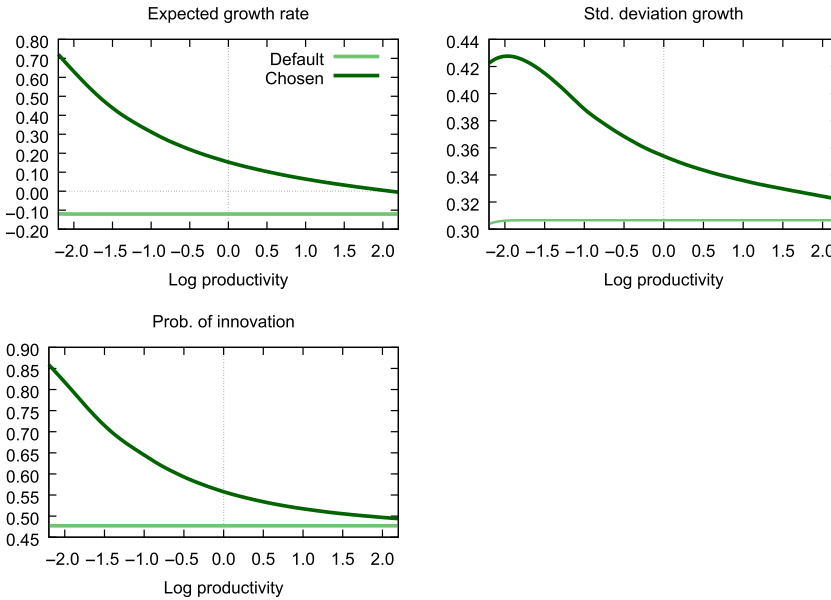 Expected growth rate
0.80
0.70
0.60
0.50
0.40
0.30
0.20
0.10
0.00
−0.10
−0.20
Default
Chosen
−2.0 −1.5 −1.0 −0.5 0.0 0.5 1.0 1.5 2.0
Log productivity
Std. deviation growth
0.44
0.42
0.40
0.38
0.36
0.34
0.32
0.30
−2.0 −1.5 −1.0 −0.5 0.0 0.5 1.0 1.5 2.0
Log productivity
Prob. of innovation
0.90
0.85
0.80
0.75
0.70
0.65
0.60
0.55
0.50
0.45
−2.0 −1.5 −1.0 −0.5 0.0 0.5 1.0 1.5 2.0
Log productivity